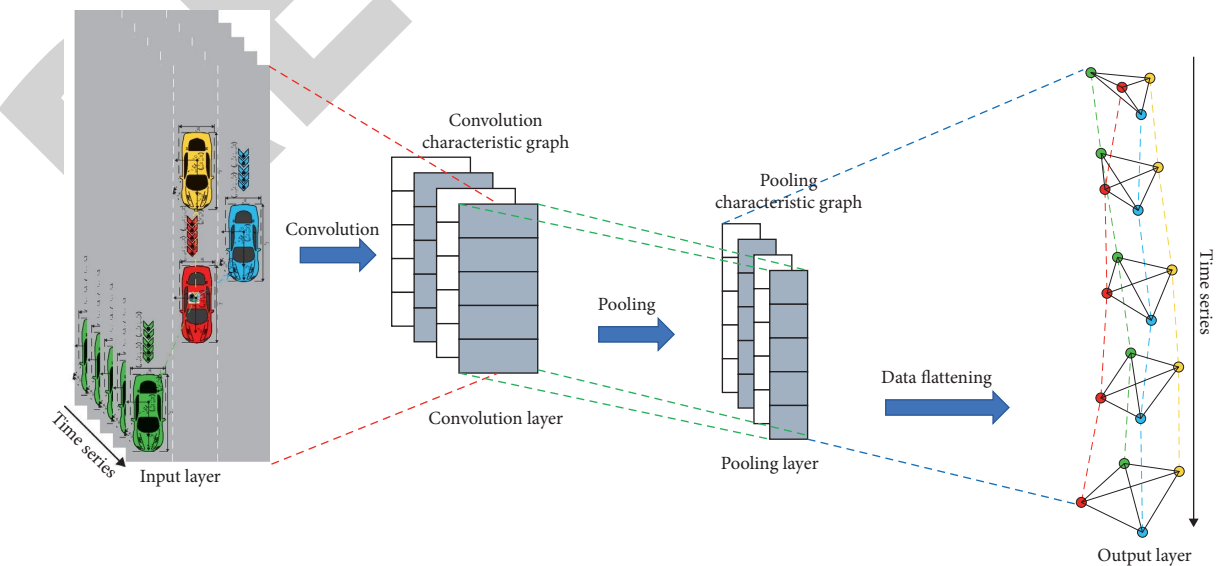 Time series
Input layer
Convolution
Convolution
characteristic graph
Convolution layer
Pooling
Pooling
characteristic graph
Pooling layer
Data flattening
Time series
Output layer